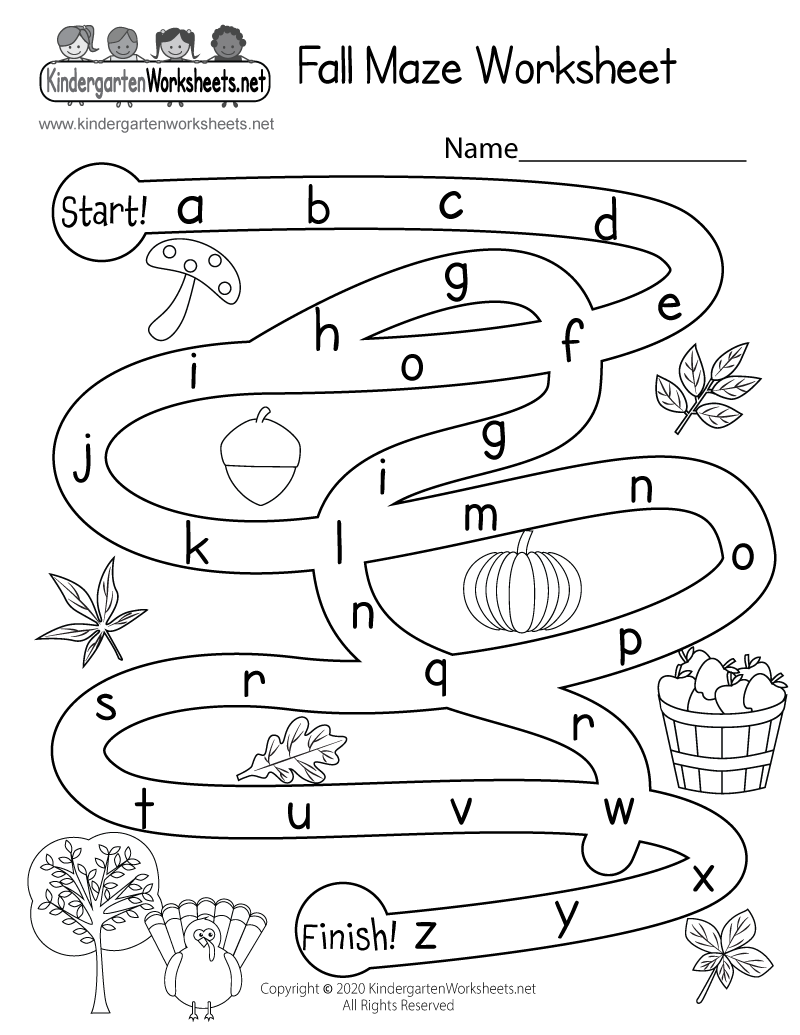 Fall Maze Worksheet
KindergartenWorksheets.net
www.kindergartenworksheets.net
Name
Start! a b c d
e
g
h f
i o
j g
i
k l m n
o
n
p
r q
s r
t u v w
x
y
Finish! z
Copyright © 2020 KindergartenWorksheets.net
All Rights Reserved